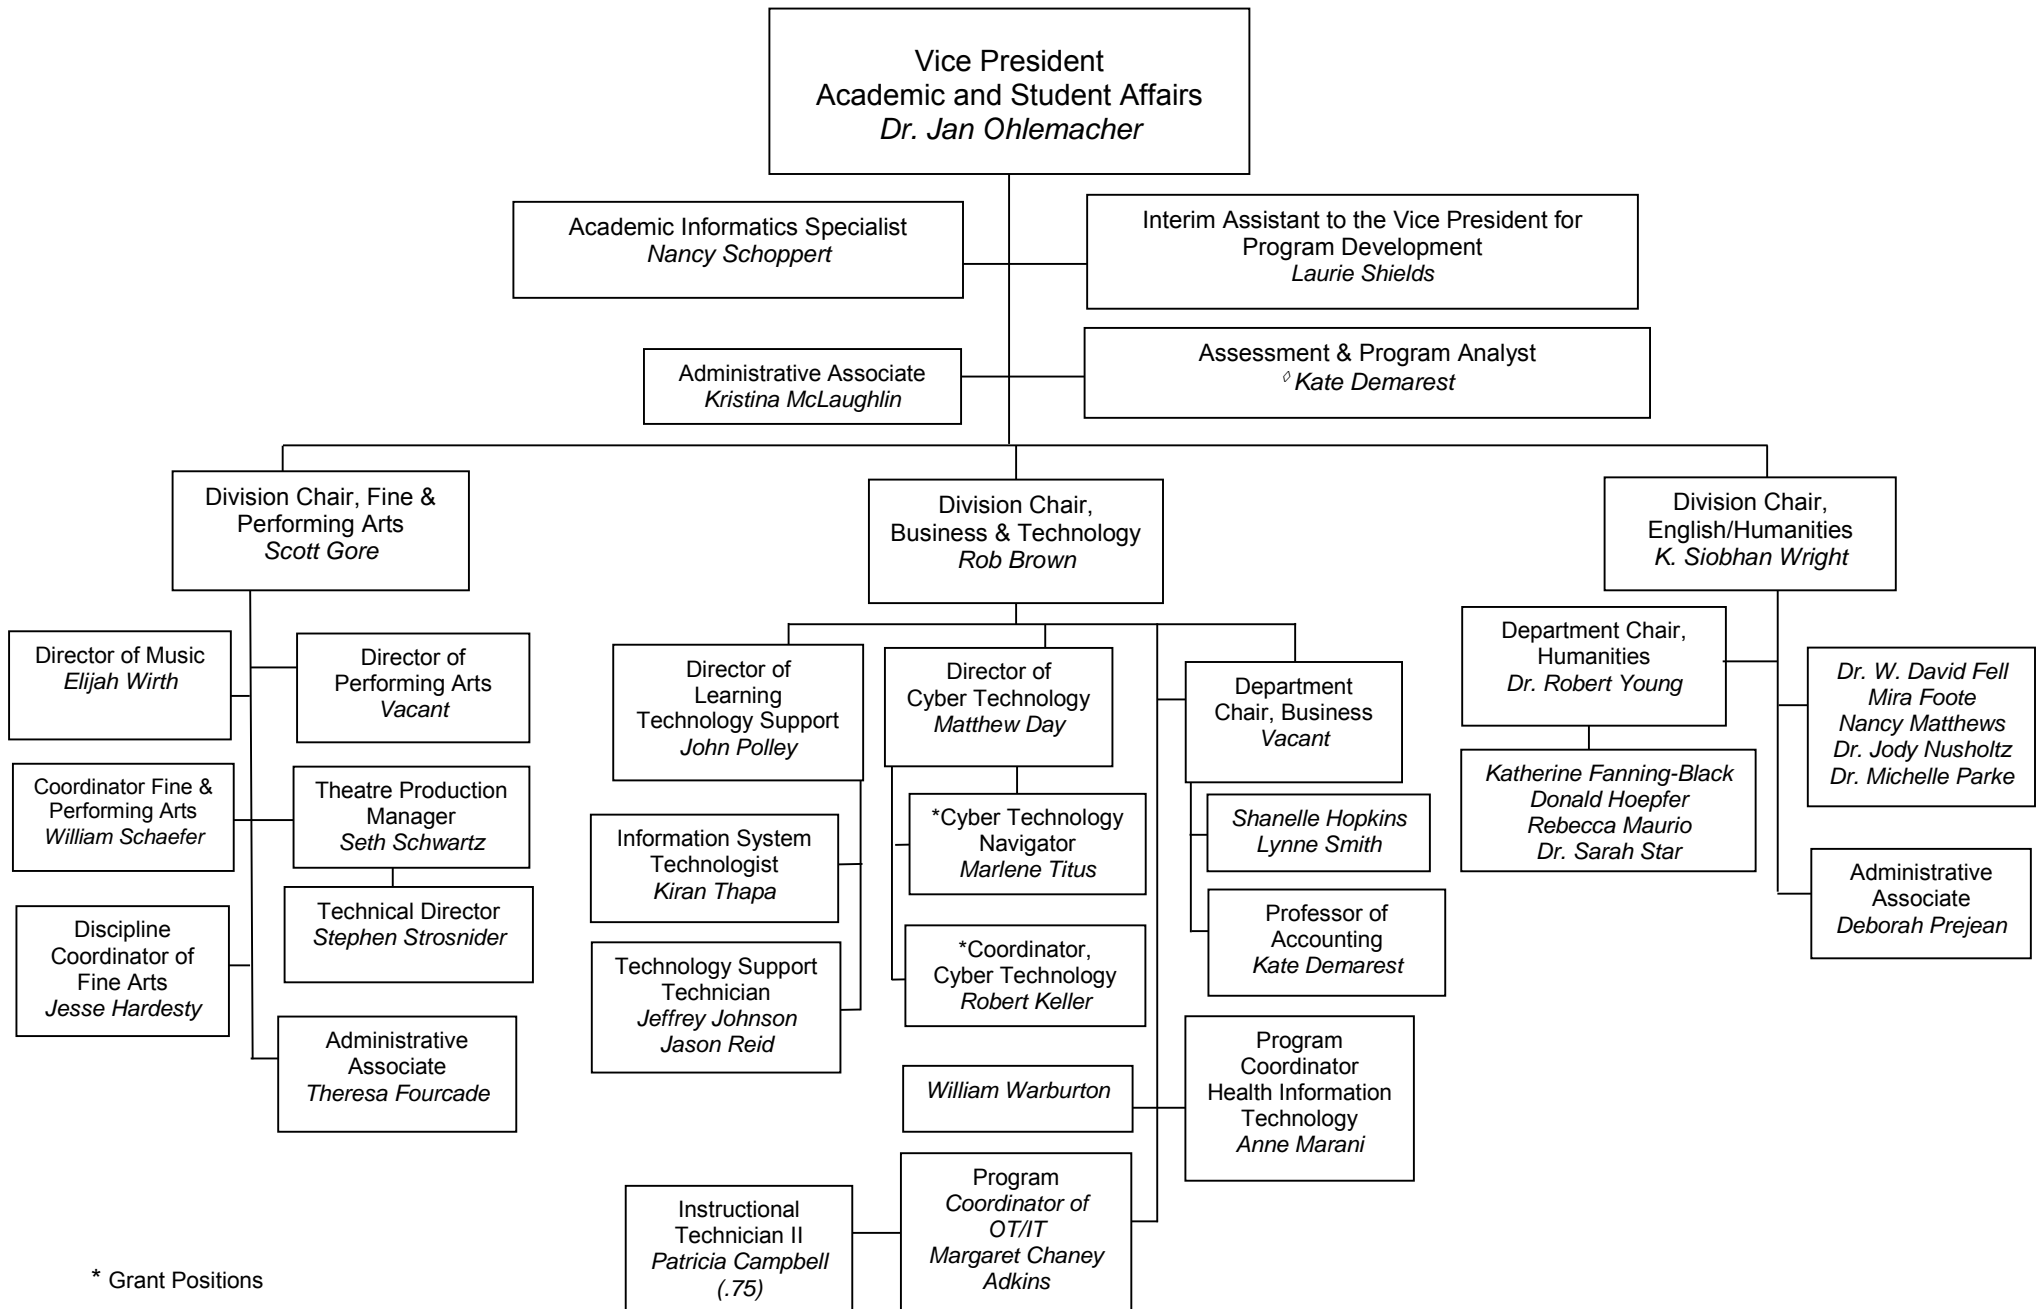 Vice President
Academic and Student Affairs
Dr. Jan Ohlemacher
Academic Informatics Specialist
Nancy Schoppert
Interim Assistant to the Vice President for
Program Development
Laurie Shields
Administrative Associate
Kristina McLaughlin
Assessment & Program Analyst
◊ Kate Demarest
Division Chair, Fine &
Performing Arts
Scott Gore
Division Chair,
Business & Technology
Rob Brown
Division Chair,
English/Humanities
K. Siobhan Wright
Director of Music
Elijah Wirth
Director of
Performing Arts
Vacant
Coordinator Fine &
Performing Arts
William Schaefer
Theatre Production
Manager
Seth Schwartz
Technical Director
Stephen Strosnider
Discipline
Coordinator of
Fine Arts
Jesse Hardesty
Administrative
Associate
Theresa Fourcade
Director of
Learning
Technology Support
John Polley
Information System
Technologist
Kiran Thapa
Technology Support
Technician
Jeffrey Johnson
Jason Reid
Director of
Cyber Technology
Matthew Day
*Cyber Technology
Navigator
Marlene Titus
*Coordinator,
Cyber Technology
Robert Keller
Department
Chair, Business
Vacant
Shanelle Hopkins
Lynne Smith
Professor of
Accounting
Kate Demarest
William Warburton
Program
Coordinator
Health Information
Technology
Anne Marani
Program
Coordinator of
OT/IT
Margaret Chaney
Adkins
Instructional
Technician II
Patricia Campbell
(.75)
Department Chair,
Humanities
Dr. Robert Young
Katherine Fanning-Black
Donald Hoepfer
Rebecca Maurio
Dr. Sarah Star
Dr. W. David Fell
Mira Foote
Nancy Matthews
Dr. Jody Nusholtz
Dr. Michelle Parke
Administrative
Associate
Deborah Prejean
* Grant Positions